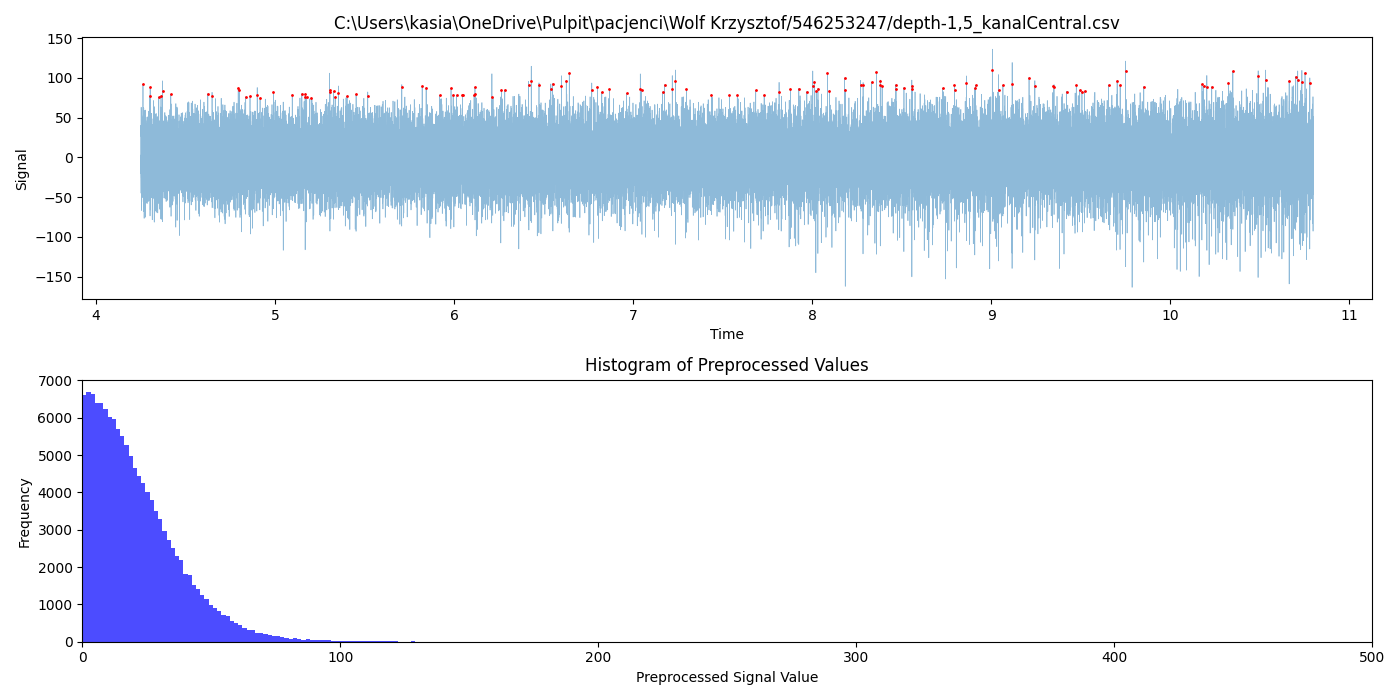 C:\Users\kasia\OneDrive\Pulpit\pacjenci\Wolf Krzysztof/546253247/depth-1,5_kanalCentral.csv
150
100
50
0
−50
−100
−150
Signal
4 5 6 7 8 9 10 11
Time
Histogram of Preprocessed Values
7000
6000
5000
4000
3000
2000
1000
0
Frequency
0 100 200 300 400 500
Preprocessed Signal Value